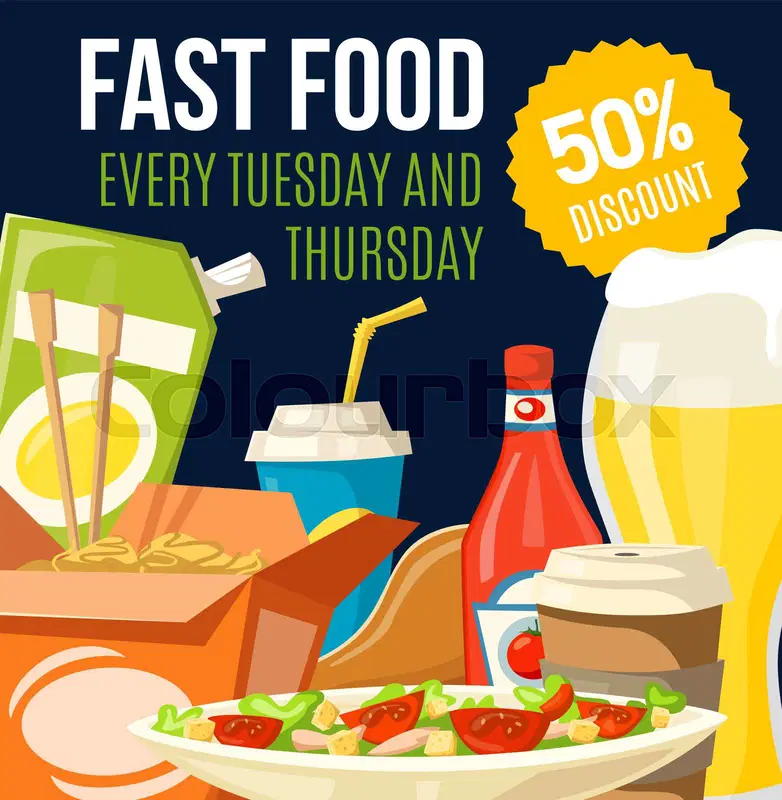 FAST FOOD
EVERY TUESDAY AND
THURSDAY
50%
DISCOUNT
colourbox